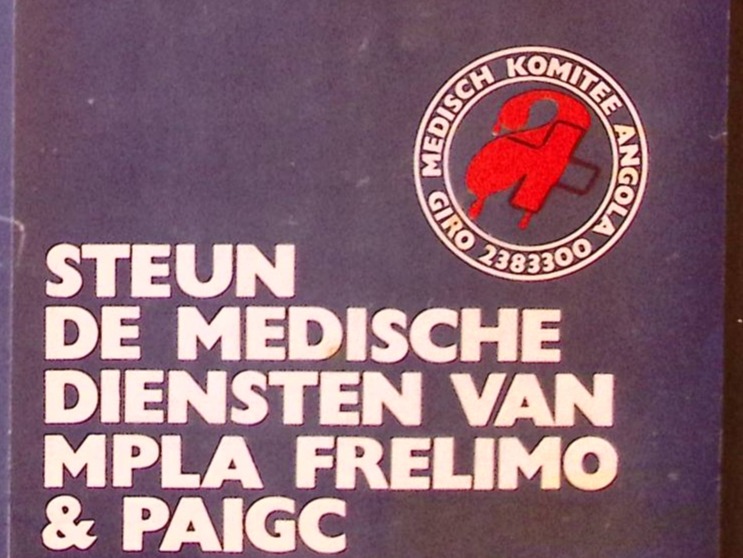 MEDISCH KOMITEE ANGOLA
GIRO 2383300
STEUN
DE MEDISCHE
DIENSTEN VAN
MPLA FRELIMO
& PAIGC